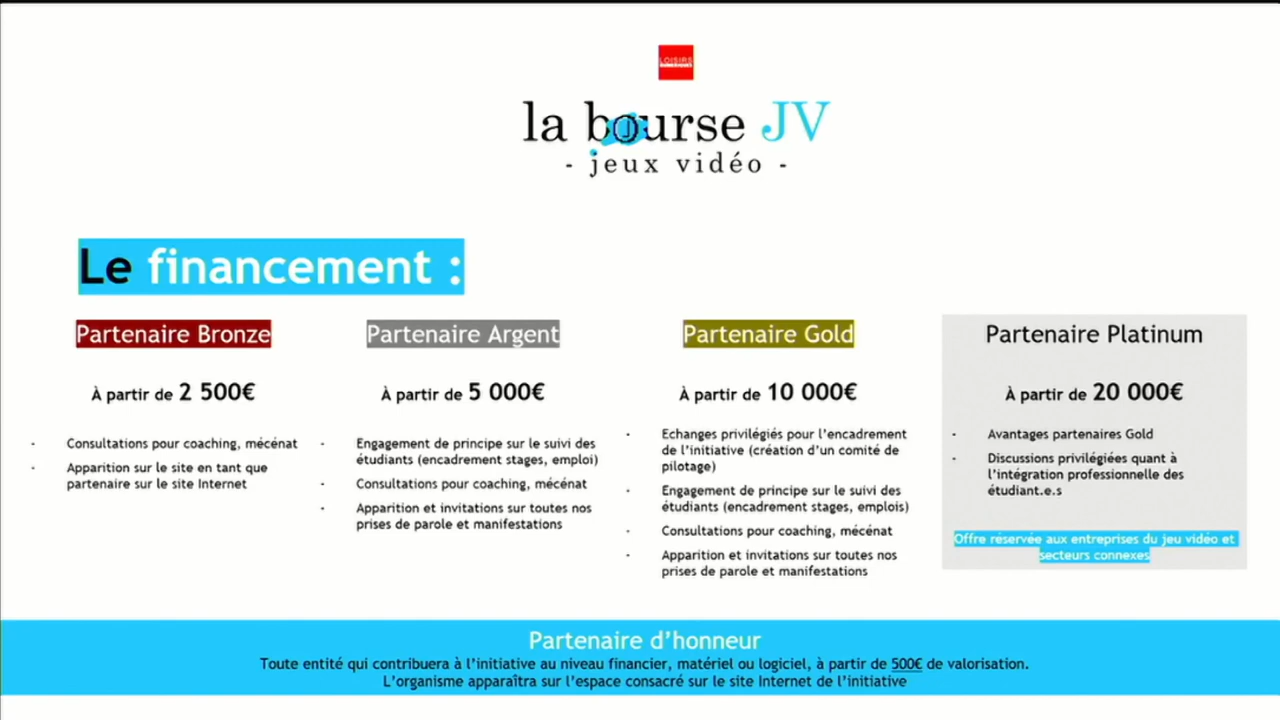 LOISIRS
NUMÉRIQUES
la bourse JV
- jeux vidéo -
Le financement :
Partenaire Bronze
À partir de 2 500€
- Consultations pour coaching, mécénat
- Apparition sur le site en tant que
partenaire sur le site Internet
Partenaire Argent
À partir de 5 000€
- Engagement de principe sur le suivi des
étudiants (encadrement stages, emploi)
- Consultations pour coaching, mécénat
- Apparition et invitations sur toutes nos
prises de parole et manifestations
Partenaire Gold
À partir de 10 000€
- Echanges privilégiés pour l'encadrement
de l'initiative (création d'un comité de
pilotage)
- Engagement de principe sur le suivi des
étudiants (encadrement stages, emplois)
- Consultations pour coaching, mécénat
- Apparition et invitations sur toutes nos
prises de parole et manifestations
Partenaire Platinum
À partir de 20 000€
- Avantages partenaires Gold
- Discussions privilégiées quant à
l'intégration professionnelle des
étudiant.e.s
Offre réservée aux entreprises du jeu vidéo et
secteurs connexes
Partenaire d'honneur
Toute entité qui contribuera à l'initiative au niveau financier, matériel ou logiciel, à partir de 500€ de valorisation.
L'organisme apparaîtra sur l'espace consacré sur le site Internet de l'initiative